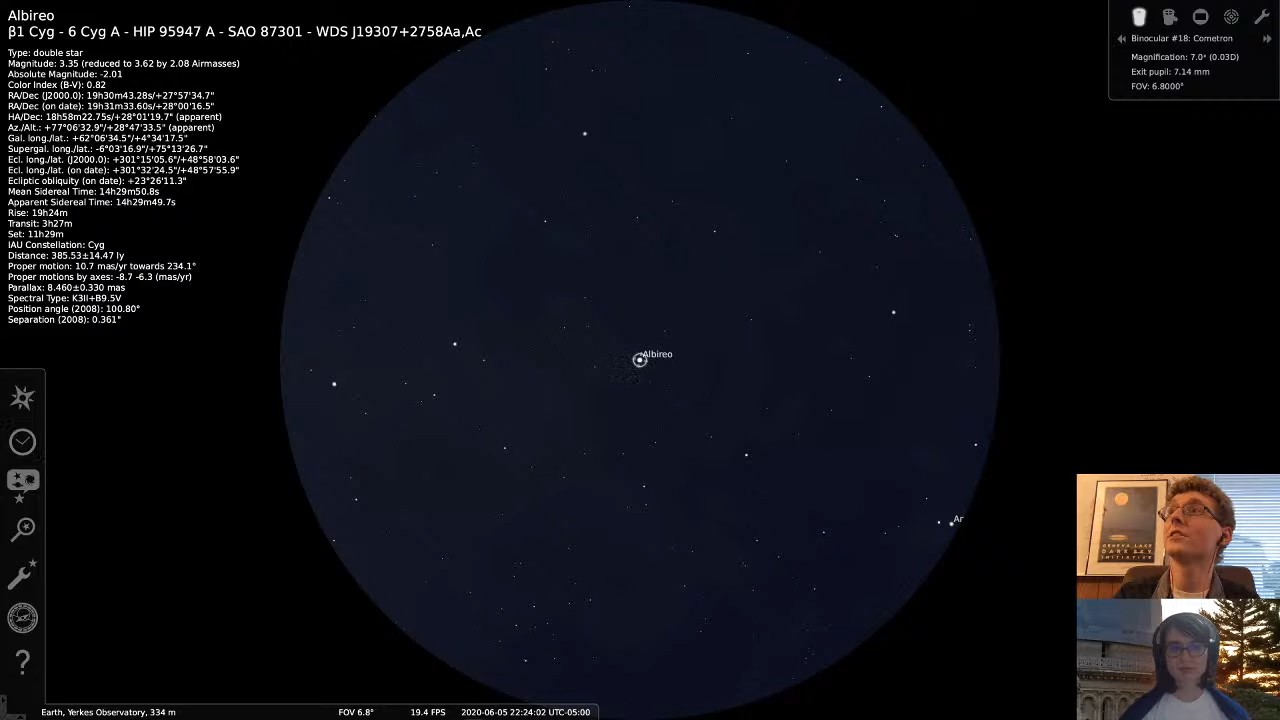 Albireo
β1 Cyg - 6 Cyg A - HIP 95947 A - SAO 87301 - WDS J19307+2758Aa,Ac
Type: double star
Magnitude: 3.35 (reduced to 3.62 by 2.08 Airmasses)
Absolute Magnitude: -2.01
Color Index (B-V): 0.82
RA/Dec (J2000.0): 19h30m43.28s/+27°57'34.7"
RA/Dec (on date): 19h31m33.60s/+28°00'16.5"
HA/Dec: 18h58m22.75s/+28°01'19.7" (apparent)
Az./Alt.: +77°06'32.9"/+28°47'33.5" (apparent)
Gal. long./lat.: +62°06'34.5"/+4°34'17.5"
Supergal. long./lat.: -6°03'16.9"/+75°13'26.7"
Ecl. long./lat. (J2000.0): +301°15'05.6"/+48°58'03.6"
Ecl. long./lat. (on date): +301°32'24.5"/+48°57'55.9"
Ecliptic obliquity (on date): +23°26'11.3"
Mean Sidereal Time: 14h29m50.8s
Apparent Sidereal Time: 14h29m49.7s
Rise: 19h24m
Transit: 3h27m
Set: 11h29m
IAU Constellation: Cyg
Distance: 385.53±14.47 ly
Proper motion: 10.7 mas/yr towards 234.1°
Proper motions by axes: -8.7 -6.3 (mas/yr)
Parallax: 8.460±0.330 mas
Spectral Type: K3II+B9.5V
Position angle (2008): 100.80°
Separation (2008): 0.361"
Binocular #18: Cometron
Magnification: 7.0× (0.03D)
Exit pupil: 7.14 mm
FOV: 6.8000°
Albireo
Ar
GENEVA LAKE
DARK SKY
INITIATIVE
?
Earth, Yerkes Observatory, 334 m
FOV 6.8°
19.4 FPS
2020-06-05 22:24:02 UTC-05:00